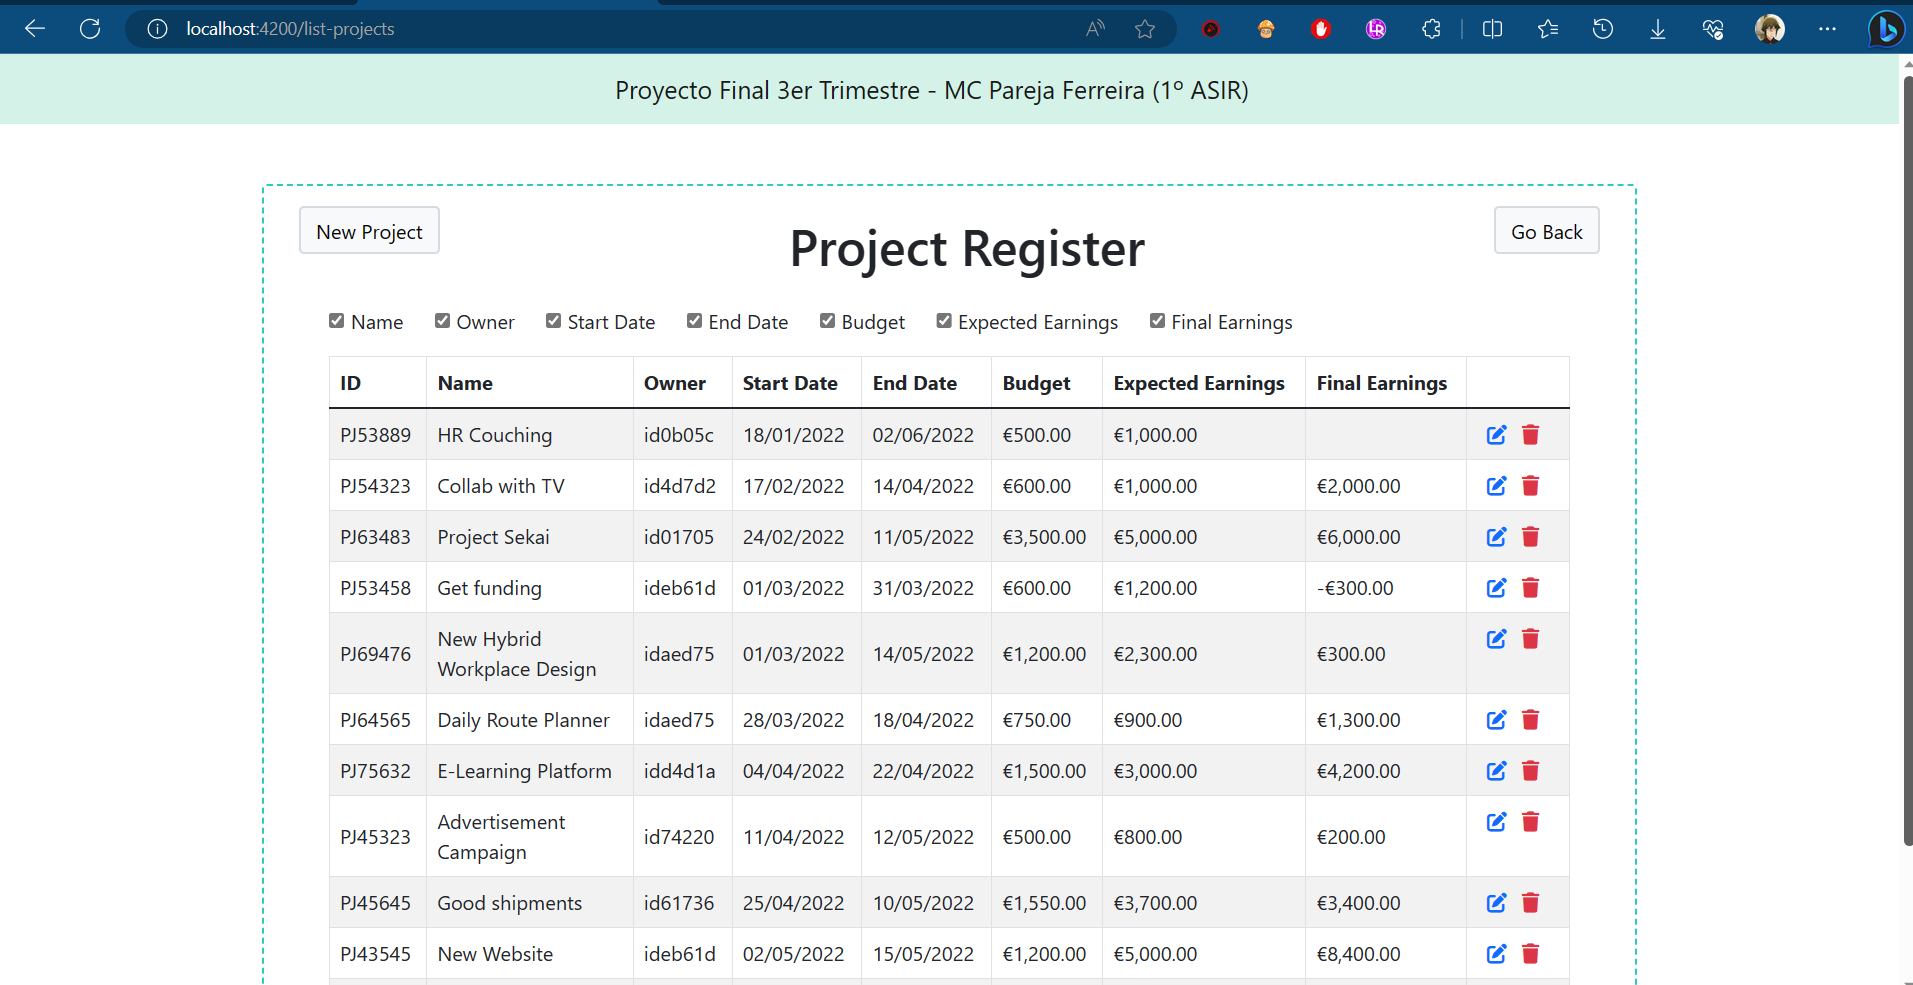 localhost:4200/list-projects
Proyecto Final 3er Trimestre - MC Pareja Ferreira (1º ASIR)
New Project
Project Register
Go Back
Name Owner Start Date End Date Budget Expected Earnings Final Earnings
ID Name Owner Start Date End Date Budget Expected Earnings Final Earnings
PJ53889 HR Couching id0b05c 18/01/2022 02/06/2022 €500.00 €1,000.00
PJ54323 Collab with TV id4d7d2 17/02/2022 14/04/2022 €600.00 €1,000.00 €2,000.00
PJ63483 Project Sekai id01705 24/02/2022 11/05/2022 €3,500.00 €5,000.00 €6,000.00
PJ53458 Get funding ideb61d 01/03/2022 31/03/2022 €600.00 €1,200.00 -€300.00
PJ69476 New Hybrid
Workplace Design idaed75 01/03/2022 14/05/2022 €1,200.00 €2,300.00 €300.00
PJ64565 Daily Route Planner idaed75 28/03/2022 18/04/2022 €750.00 €900.00 €1,300.00
PJ75632 E-Learning Platform idd4d1a 04/04/2022 22/04/2022 €1,500.00 €3,000.00 €4,200.00
PJ45323 Advertisement
Campaign id74220 11/04/2022 12/05/2022 €500.00 €800.00 €200.00
PJ45645 Good shipments id61736 25/04/2022 10/05/2022 €1,550.00 €3,700.00 €3,400.00
PJ43545 New Website ideb61d 02/05/2022 15/05/2022 €1,200.00 €5,000.00 €8,400.00